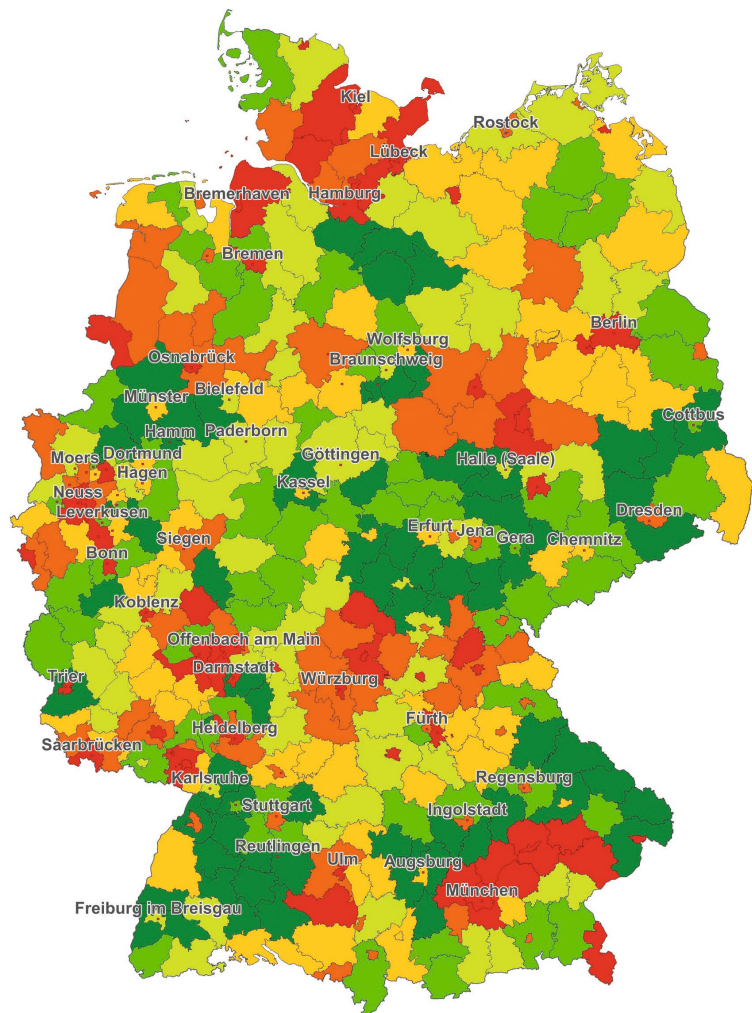 Kiel
Rostock
Lübeck
Bremerhaven
Hamburg
Bremen
Wolfsburg
Berlin
Osnabrück
Braunschweig
Münster
Bielefeld
Cottbus
Hamm
Paderborn
Moers
Dortmund
Göttingen
Halle (Saale)
Hagen
Kassel
Neuss
Leverkusen
Dresden
Erfurt
Jena
Gera
Chemnitz
Siegen
Bonn
Koblenz
Offenbach am Main
Darmstadt
Trier
Würzburg
Fürth
Heidelberg
Saarbrücken
Karlsruhe
Regensburg
Stuttgart
Ingolstadt
Reutlingen
Ulm
Augsburg
München
Freiburg im Breisgau